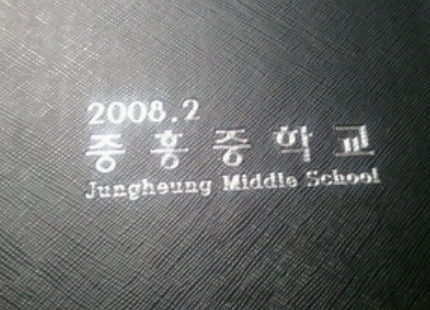 2008.2
중흥중학교
Jungheung Middle School